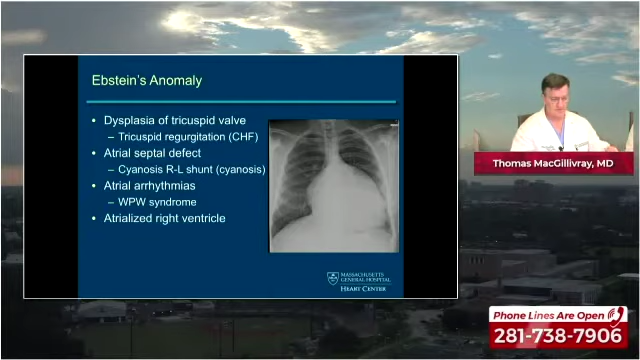 Ebstein's Anomaly
• Dysplasia of tricuspid valve
– Tricuspid regurgitation (CHF)
• Atrial septal defect
– Cyanosis R-L shunt (cyanosis)
• Atrial arrhythmias
– WPW syndrome
• Atrialized right ventricle
MASSACHUSETTS
GENERAL HOSPITAL
HEART CENTER
Thomas MacGillivray, MD
Phone Lines Are Open
281-738-7906